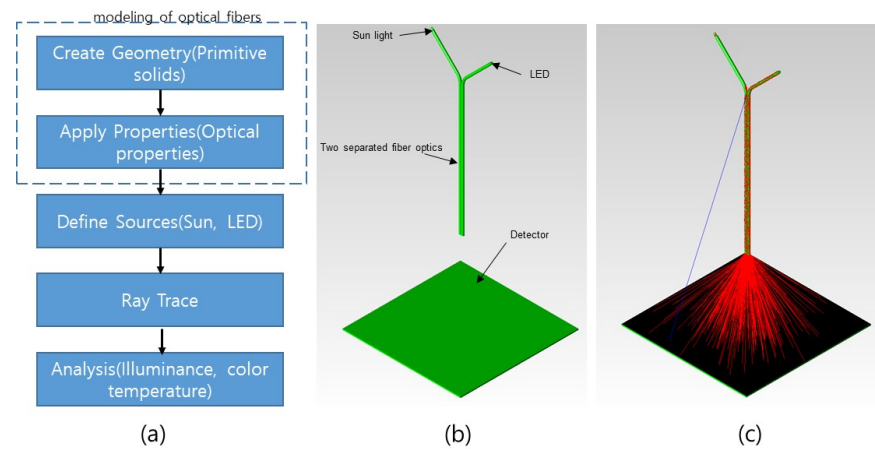 modeling of optical fibers
Create Geometry(Primitive
solids)
Apply Properties(Optical
properties)
Define Sources(Sun, LED)
Ray Trace
Analysis(Illuminance, color
temperature)
(a)
Sun light
LED
Two separated fiber optics
Detector
(b)
(c)